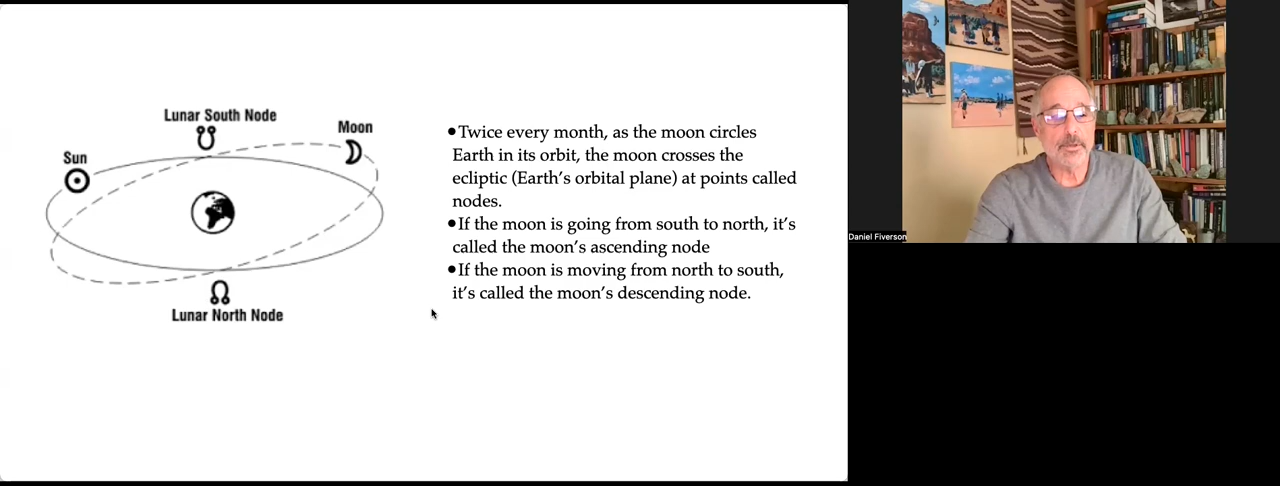 Lunar South Node
Moon
Sun
Lunar North Node
•Twice every month, as the moon circles
Earth in its orbit, the moon crosses the
ecliptic (Earth's orbital plane) at points called
nodes.
•If the moon is going from south to north, it's
called the moon's ascending node
•If the moon is moving from north to south,
it's called the moon's descending node.
Daniel Fiverson